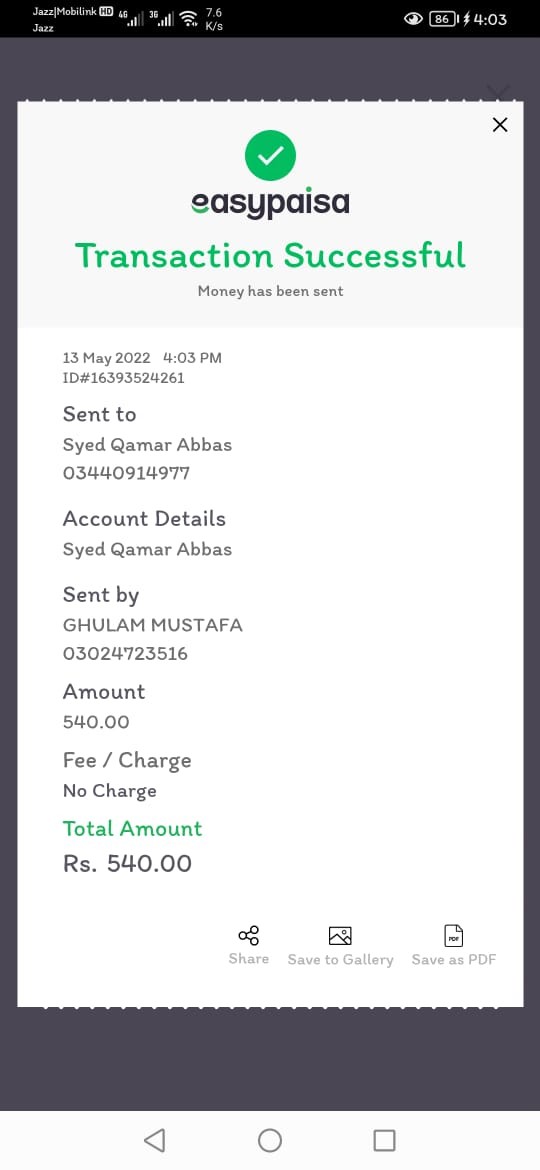 Jazz|Mobilink HD 4G 3G 7.6 K/s 86 4:03
Jazz
easypaisa
Transaction Successful
Money has been sent
13 May 2022 4:03 PM
ID#16393524261
Sent to
Syed Qamar Abbas
03440914977
Account Details
Syed Qamar Abbas
Sent by
GHULAM MUSTAFA
03024723516
Amount
540.00
Fee / Charge
No Charge
Total Amount
Rs. 540.00
PDF
Share Save to Gallery Save as PDF